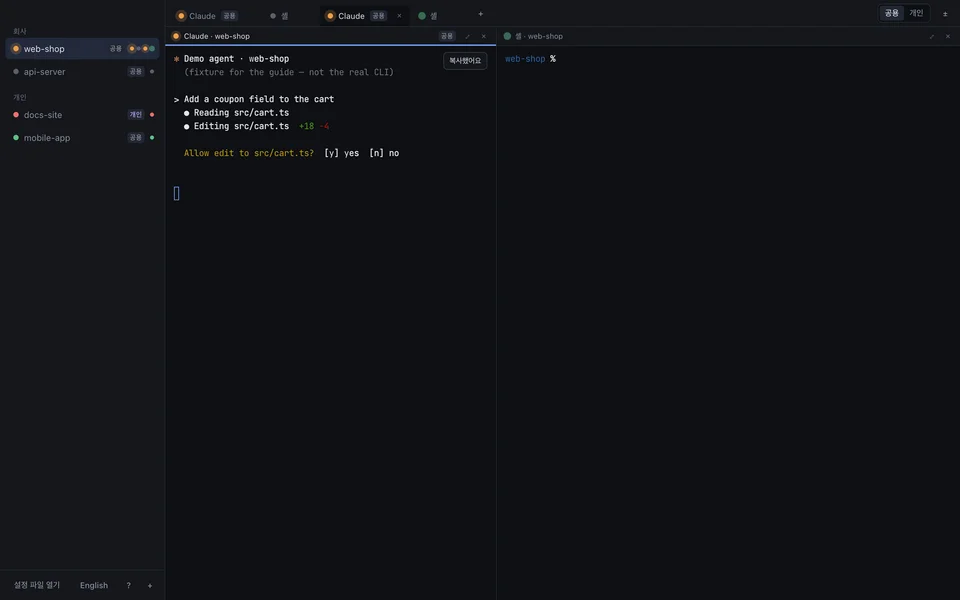 회사
web-shop 공용
api-server 공용
개인
docs-site 개인
mobile-app 공용
설정 파일 열기 English ? +
Claude 공용 셸 Claude 공용 × 셸 +
공용 개인 ±
Claude · web-shop 공용 ⤢ ×
✻ Demo agent · web-shop
(fixture for the guide — not the real CLI)
복사했어요
> Add a coupon field to the cart
● Reading src/cart.ts
● Editing src/cart.ts +18 -4
Allow edit to src/cart.ts? [y] yes [n] no
셸 · web-shop ⤢ ×
web-shop %